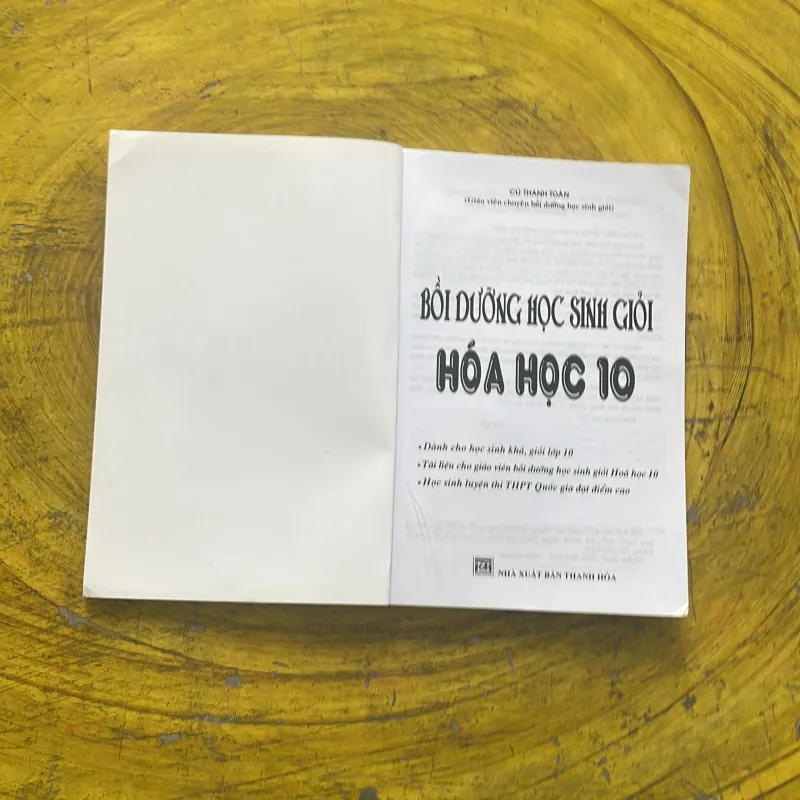 CÙ THANH TOÀN
(Giáo viên chuyên bồi dưỡng học sinh giỏi)
BỒI DƯỠNG HỌC SINH GIỎI
HÓA HỌC 10
• Dành cho học sinh khá, giỏi lớp 10
• Tài liệu cho giáo viên bồi dưỡng học sinh giỏi Hoá học 10
• Học sinh luyện thi THPT Quốc gia đạt điểm cao
NHÀ XUẤT BẢN THANH HÓA